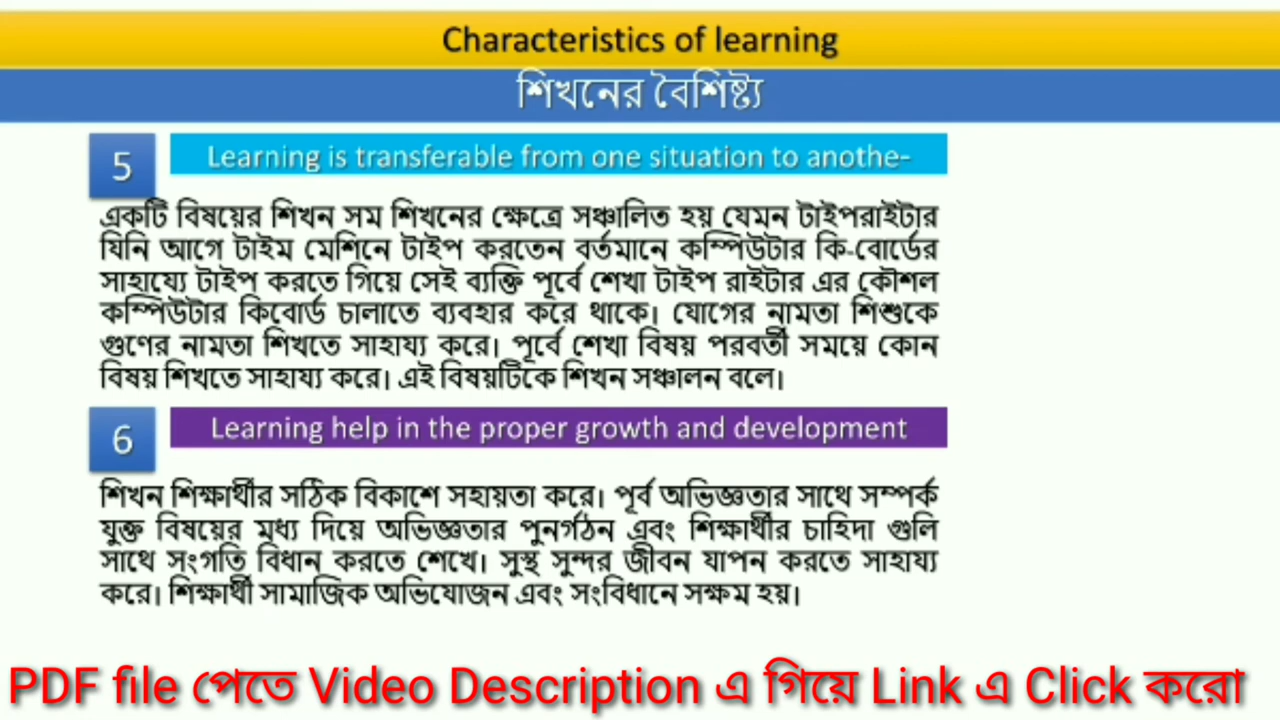 Characteristics of learning
শিখনের বৈশিষ্ট্য
5
Learning is transferable from one situation to anothe-
একটি বিষয়ের শিখন সম শিখনের ক্ষেত্রে সঞ্চালিত হয় যেমন টাইপরাইটার
যিনি আগে টাইম মেশিনে টাইপ করতেন বর্তমানে কম্পিউটার কি-বোর্ডের
সাহায্যে টাইপ করতে গিয়ে সেই ব্যক্তি পূর্বে শেখা টাইপ রাইটার এর কৌশল
কম্পিউটার কিবোর্ড চালাতে ব্যবহার করে থাকে। যোগের নামতা শিশুকে
গুণের নামতা শিখতে সাহায্য করে। পূর্বে শেখা বিষয় পরবর্তী সময়ে কোন
বিষয় শিখতে সাহায্য করে। এই বিষয়টিকে শিখন সঞ্চালন বলে।
6
Learning help in the proper growth and development
শিখন শিক্ষার্থীর সঠিক বিকাশে সহায়তা করে। পূর্ব অভিজ্ঞতার সাথে সম্পর্ক
যুক্ত বিষয়ের মধ্য দিয়ে অভিজ্ঞতার পুনর্গঠন এবং শিক্ষার্থীর চাহিদা গুলি
সাথে সংগতি বিধান করতে শেখে। সুস্থ সুন্দর জীবন যাপন করতে সাহায্য
করে। শিক্ষার্থী সামাজিক অভিযোজন এবং সংবিধানে সক্ষম হয়।
PDF file পেতে Video Description এ গিয়ে Link এ Click করো